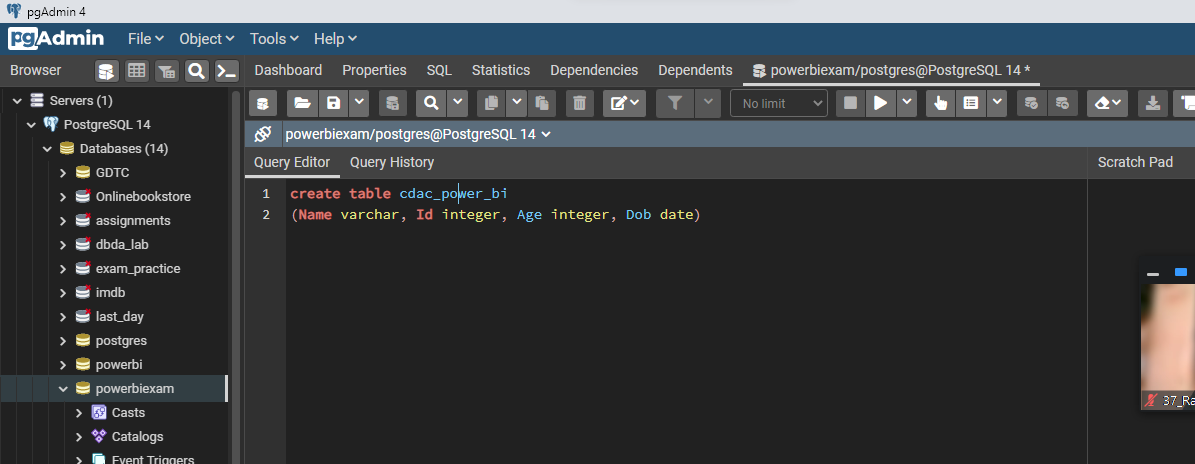 pgAdmin 4
pgAdmin File Object Tools Help
Browser Dashboard Properties SQL Statistics Dependencies Dependents powerbiexam/postgres@PostgreSQL 14 *
Servers (1)
PostgreSQL 14
Databases (14)
GDTC
Onlinebookstore
assignments
dbda_lab
exam_practice
imdb
last_day
postgres
powerbi
powerbiexam
Casts
Catalogs
Event Triggers
No limit
powerbiexam/postgres@PostgreSQL 14
Query Editor Query History Scratch Pad
1 create table cdac_power_bi
2 (Name varchar, Id integer, Age integer, Dob date)